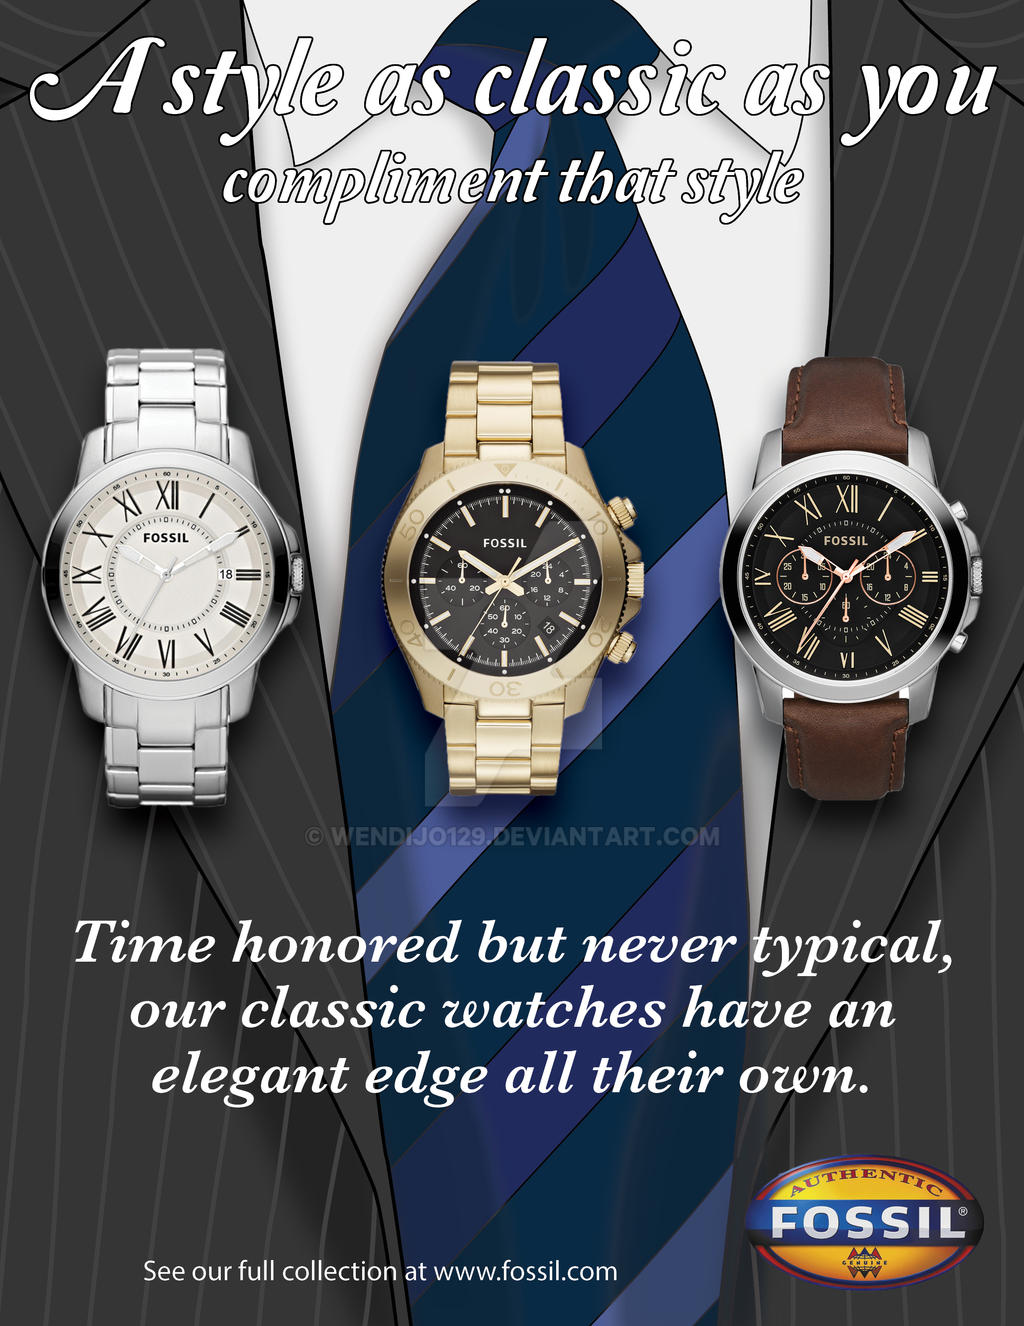 A style as classic as you
compliment that style
FOSSIL
18
FOSSIL
FOSSIL
© WENDIJO129.DEVIANTART.COM
Time honored but never typical,
our classic watches have an
elegant edge all their own.
AUTHENTIC
FOSSIL®
GENUINE
See our full collection at www.fossil.com